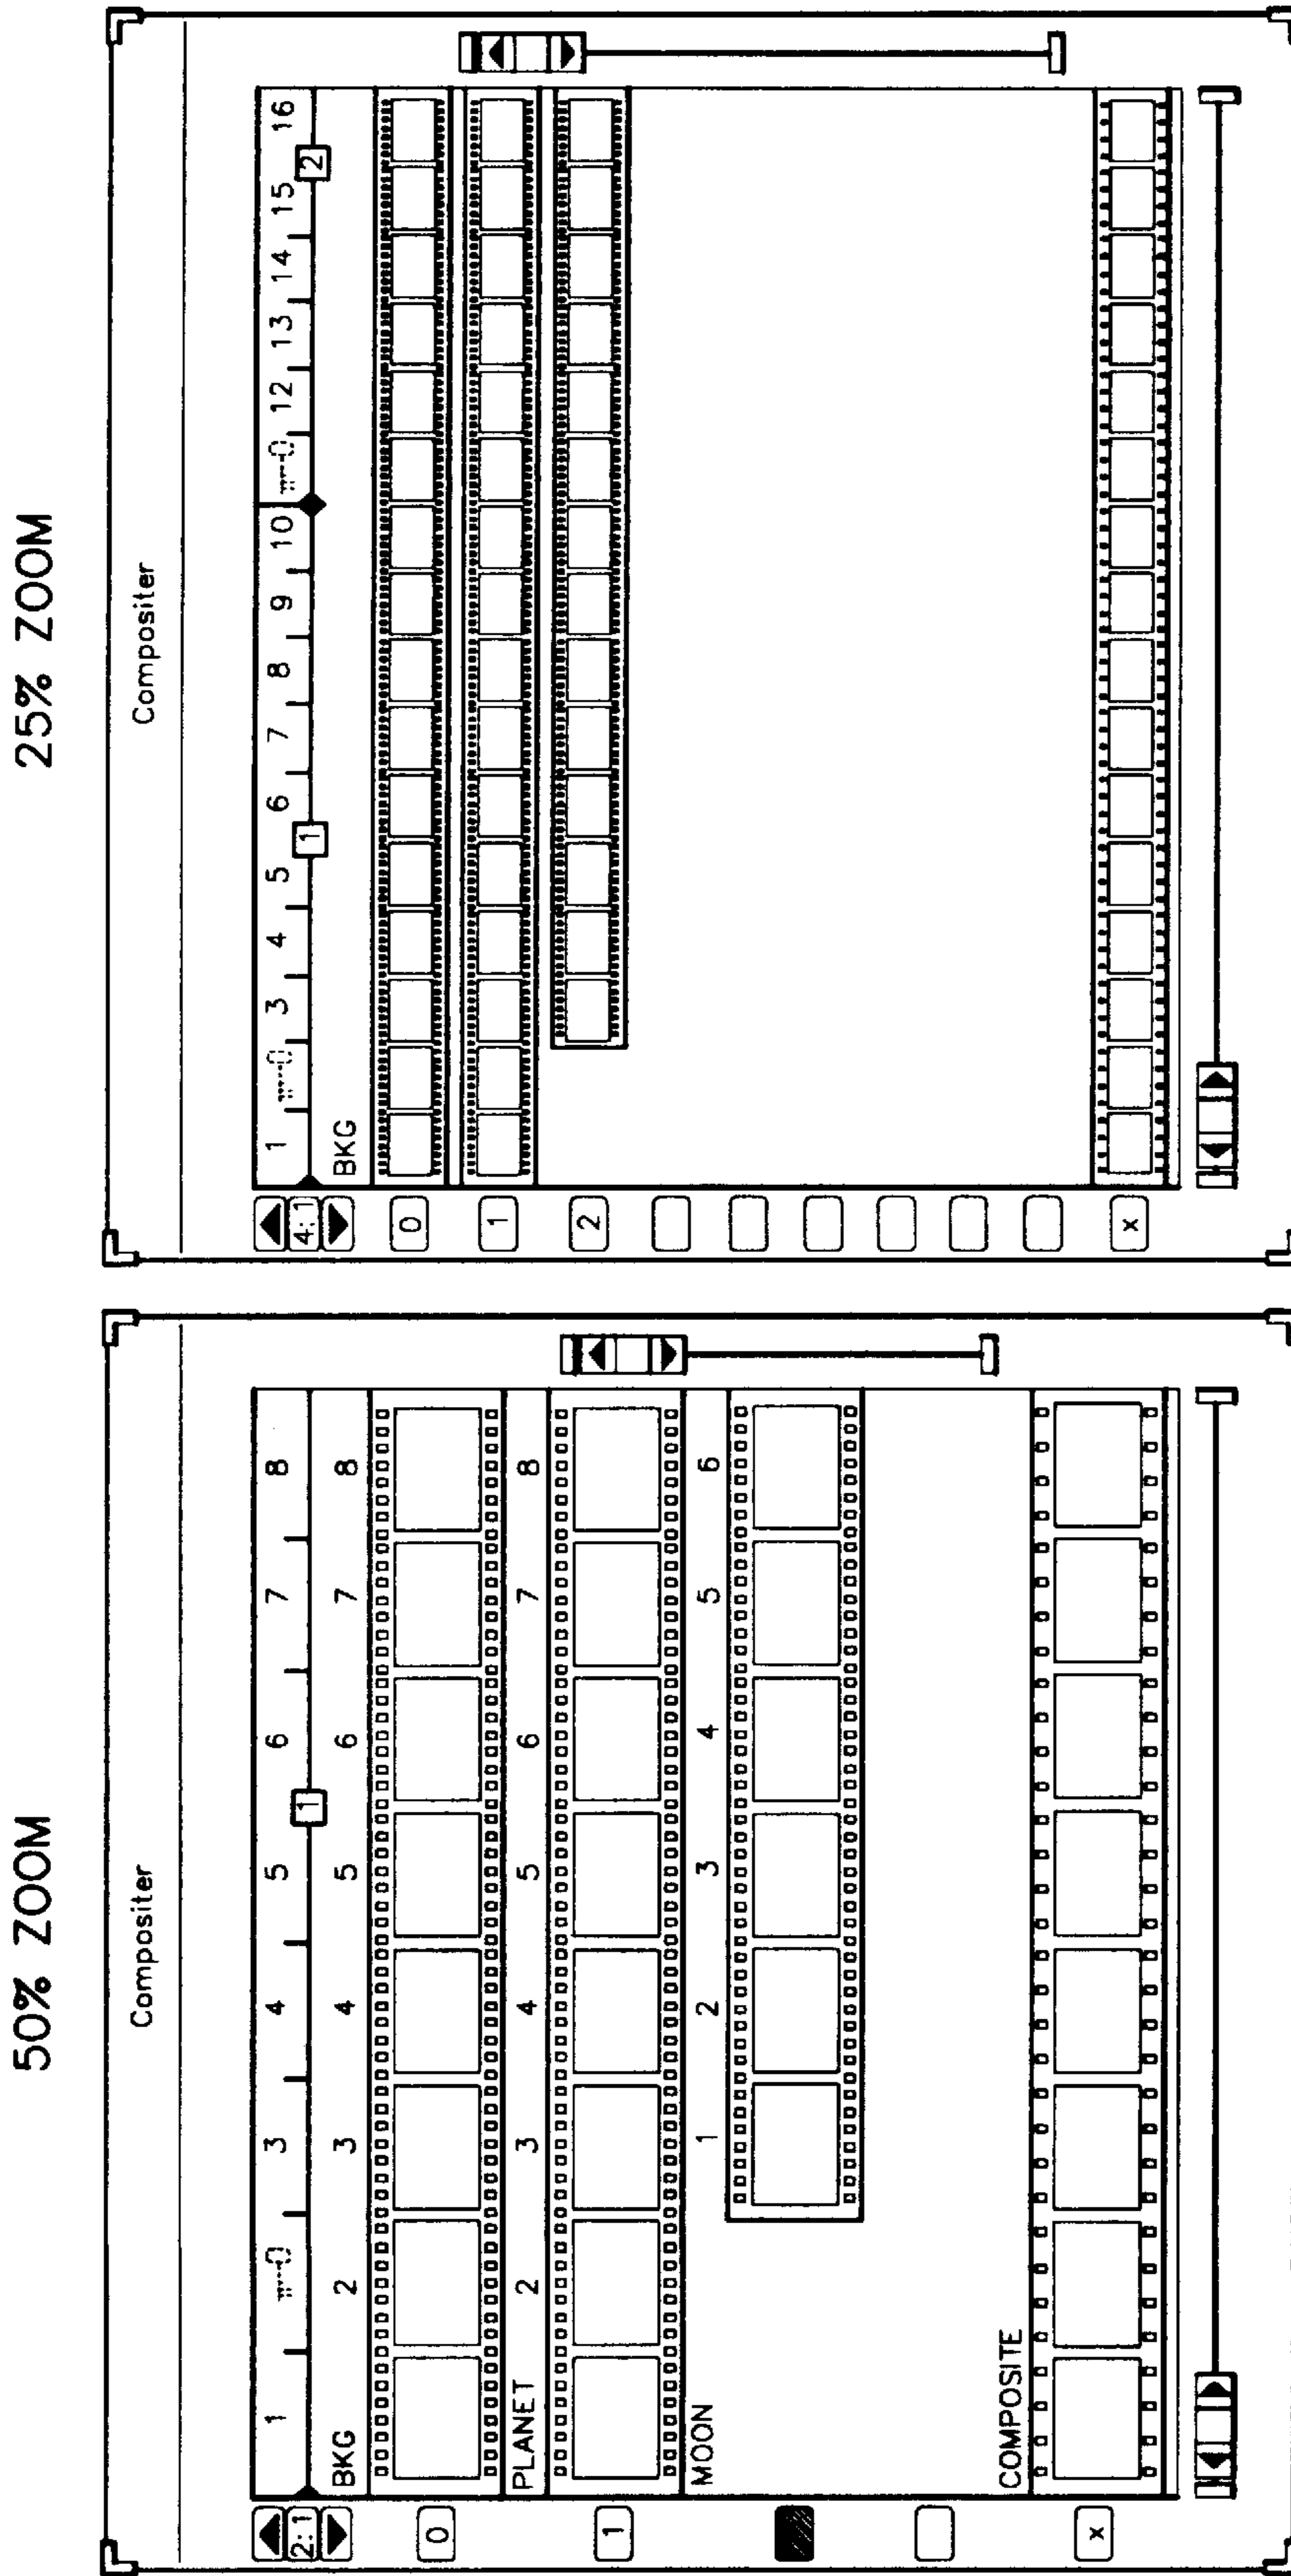 50% ZOOM
Compositer
2:1
1 3 4 5 6 7 8
1
BKG 2 3 4 5 6 7 8
0
PLANET 2 3 4 5 6 7 8
1
MOON 1 2 3 4 5 6
COMPOSITE
x
25% ZOOM
Compositer
4:1
1 3 4 5 6 7 8 9 10 12 13 14 15 16
1 2
BKG
0
1
2
x